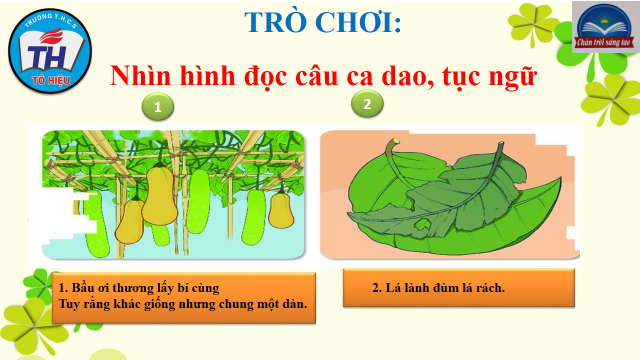 TRƯỜNG T.H.C.S
TH
TÔ HIỆU
TRÒ CHƠI:
Chân trời sáng tạo
Nhìn hình đọc câu ca dao, tục ngữ
1
2
1. Bầu ơi thương lấy bí cùng
Tuy rằng khác giống nhưng chung một dàn.
2. Lá lành đùm lá rách.